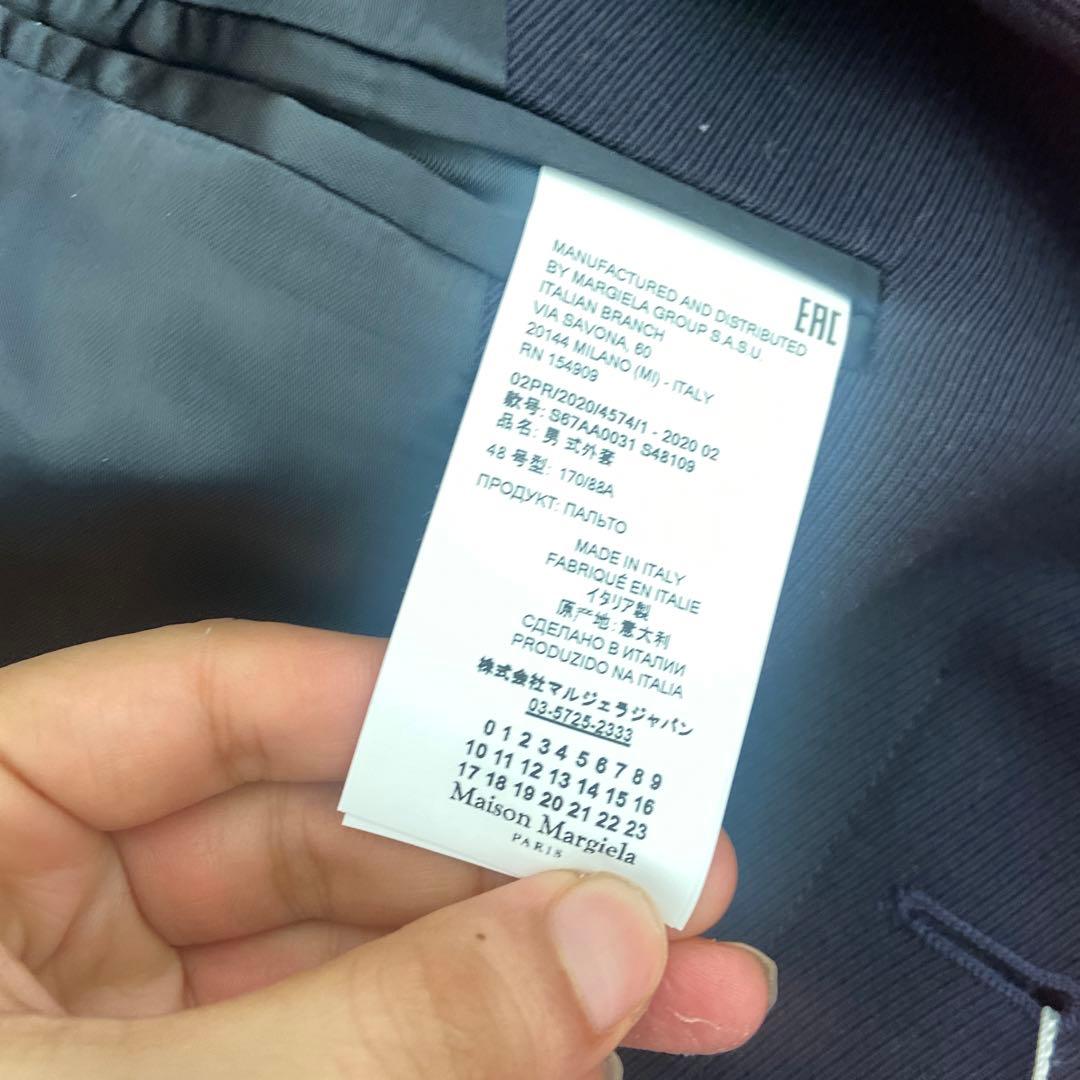 MANUFACTURED AND DISTRIBUTED
BY MARGIELA GROUP S.A.S.U.
ITALIAN BRANCH
VIA SAVONA, 60
20144 MILANO (MI) - ITALY
RN 154909
EAC
02PR/2020/4574/1 - 2020 02
款号: S67AA0031 S48109
品名: 男 式外套
48 号型: 170/88A
ПРОДУКТ: ПАЛЬТО
MADE IN ITALY
FABRIQUÉ EN ITALIE
イタリア製
原产地: 意大利
СДЕЛАНО В ИТАЛИИ
PRODUZIDO NA ITALIA
株式会社マルジェラジャパン
03-5725-2333
0 1 2 3 4 5 6 7 8 9
10 11 12 13 14 15 16
17 18 19 20 21 22 23
Maison Margiela
PARIS